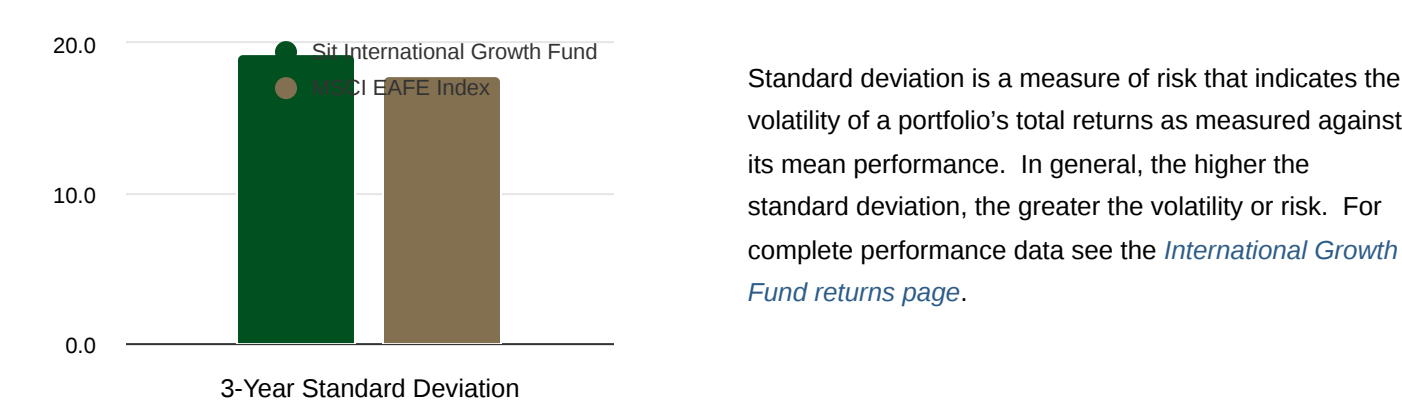 20.0
Sit International Growth Fund
MSCI EAFE Index
10.0
0.0
3-Year Standard Deviation
Standard deviation is a measure of risk that indicates the
volatility of a portfolio’s total returns as measured against
its mean performance.  In general, the higher the
standard deviation, the greater the volatility or risk.  For
complete performance data see the International Growth
Fund returns page.